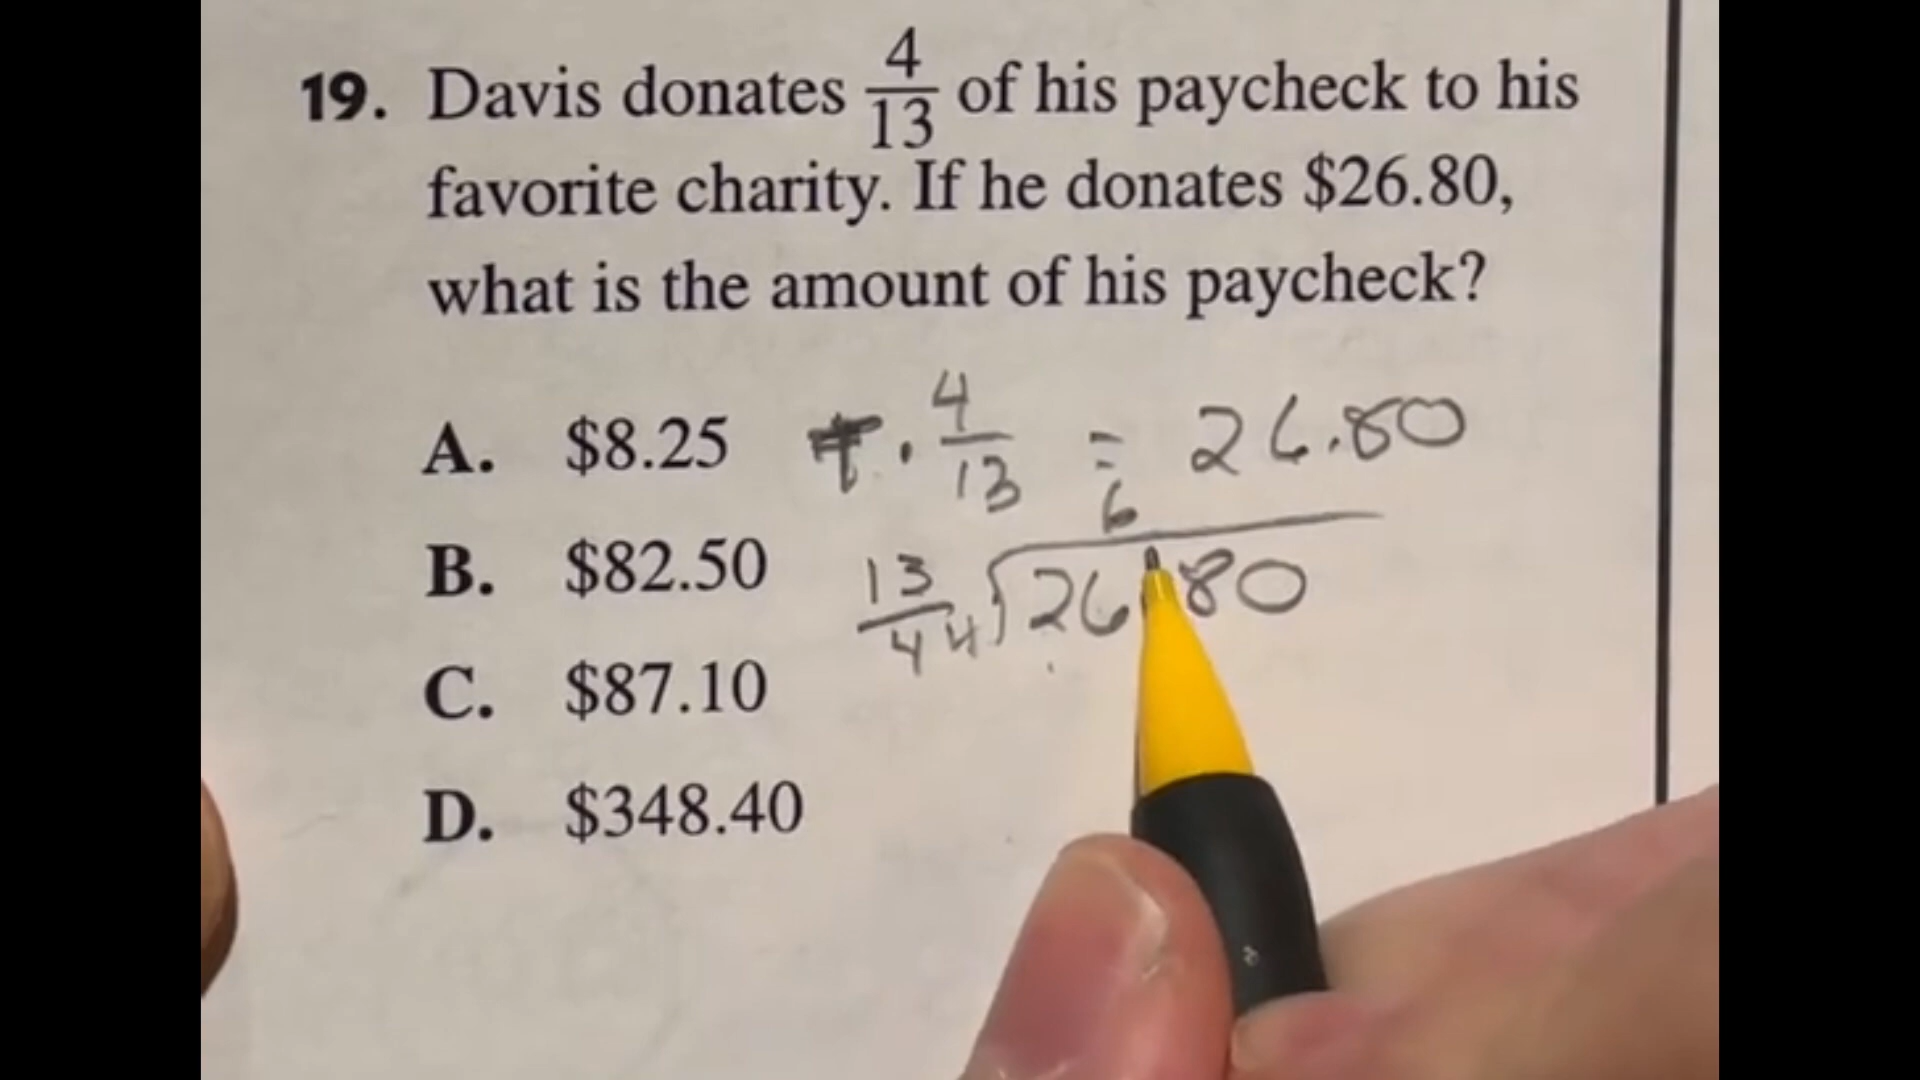 19. Davis donates 4/13 of his paycheck to his
favorite charity. If he donates $26.80,
what is the amount of his paycheck?
A. $8.25
B. $82.50
C. $87.10
D. $348.40
· 4/13 = 26.80
6
13/4 4 26 80